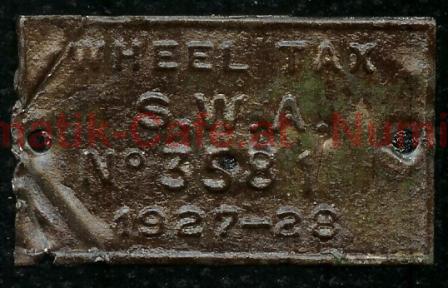 WHEEL TAX
S.W.A.
Nº 3581
1927-28
matik-Cafe.at - Numi